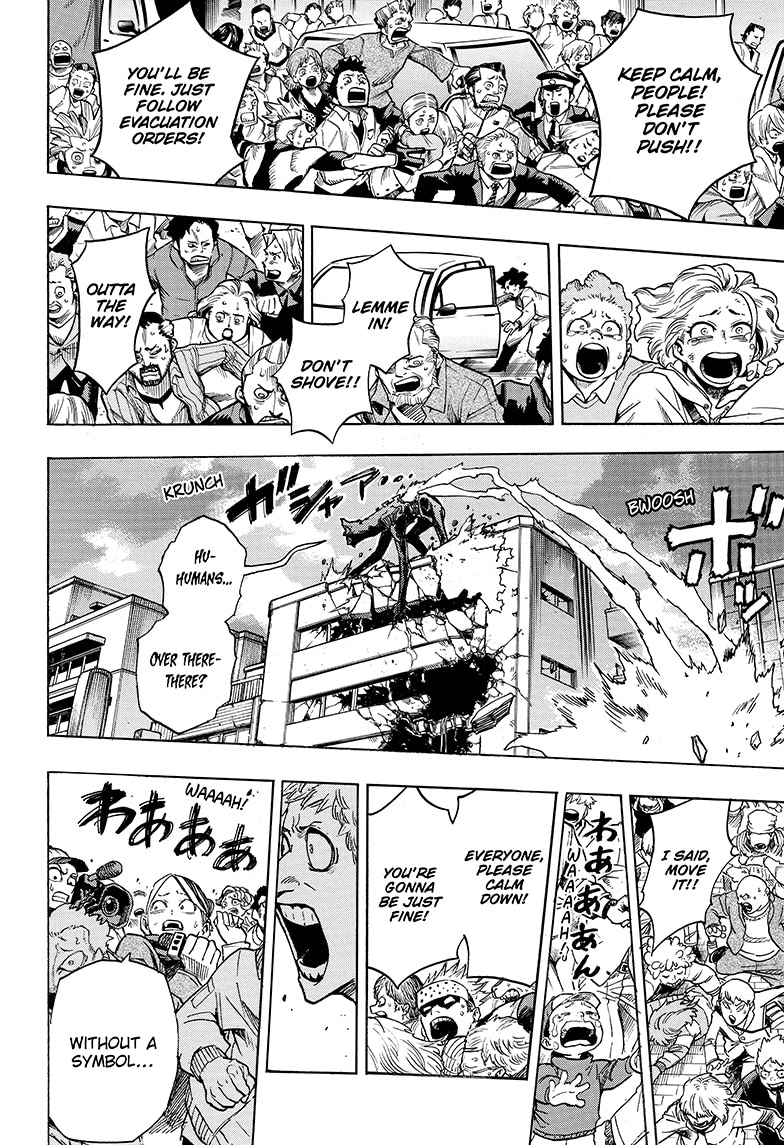 KEEP CALM,
PEOPLE!
PLEASE
DON'T
PUSH!!
YOU'LL BE
FINE. JUST
FOLLOW
EVACUATION
ORDERS!
LEMME
IN!
DON'T
SHOVE!!
OUTTA
THE
WAY!
BWOOSH
ボオッ
KRUNCH
ガシャア…
HU-
HUMANS...
OVER THERE-
THERE?
I SAID,
MOVE
IT!!
わああん
WAAAAH!
EVERYONE,
PLEASE CALM
DOWN!
YOU'RE
GONNA
BE JUST
FINE!
WAAAAH!
わあぁぁ
WITHOUT A
SYMBOL...